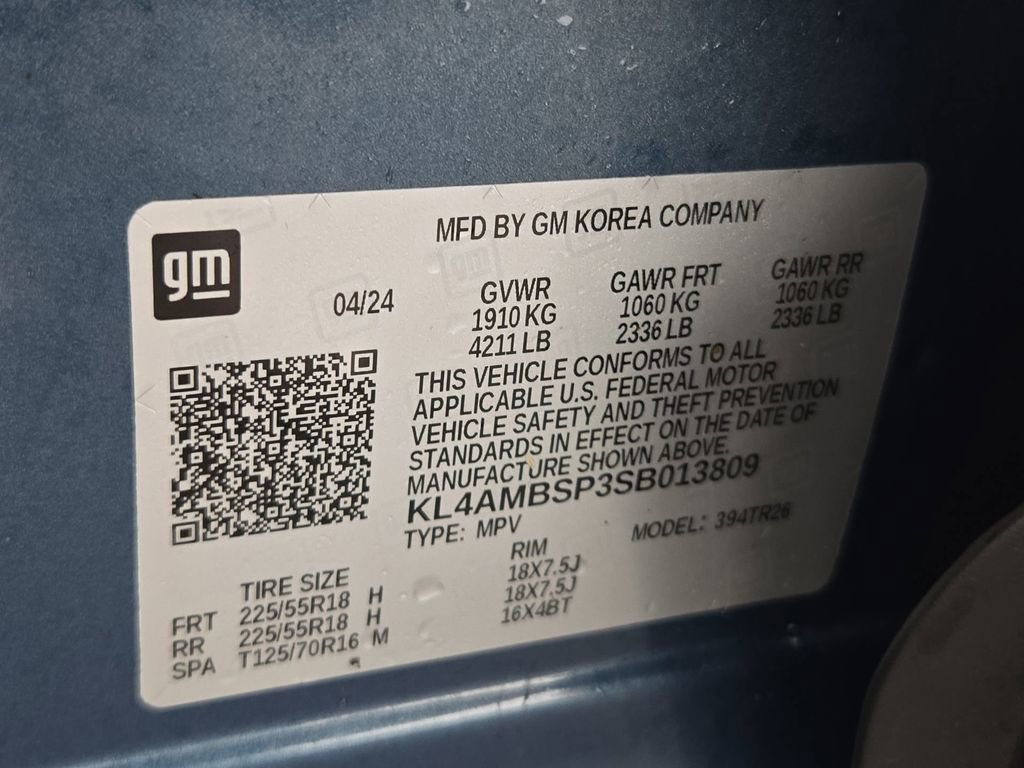 gm
MFD BY GM KOREA COMPANY
04/24
GVWR GAWR FRT GAWR RR
1910 KG 1060 KG 1060 KG
4211 LB 2336 LB 2336 LB
THIS VEHICLE CONFORMS TO ALL
APPLICABLE U.S. FEDERAL MOTOR
VEHICLE SAFETY AND THEFT PREVENTION
STANDARDS IN EFFECT ON THE DATE OF
MANUFACTURE SHOWN ABOVE.
KL4AMBSP3SB013809
TYPE: MPV MODEL: 394TR26
TIRE SIZE RIM
FRT 225/55R18 H 18X7.5J
RR 225/55R18 H 18X7.5J
SPA T125/70R16 M 16X4BT